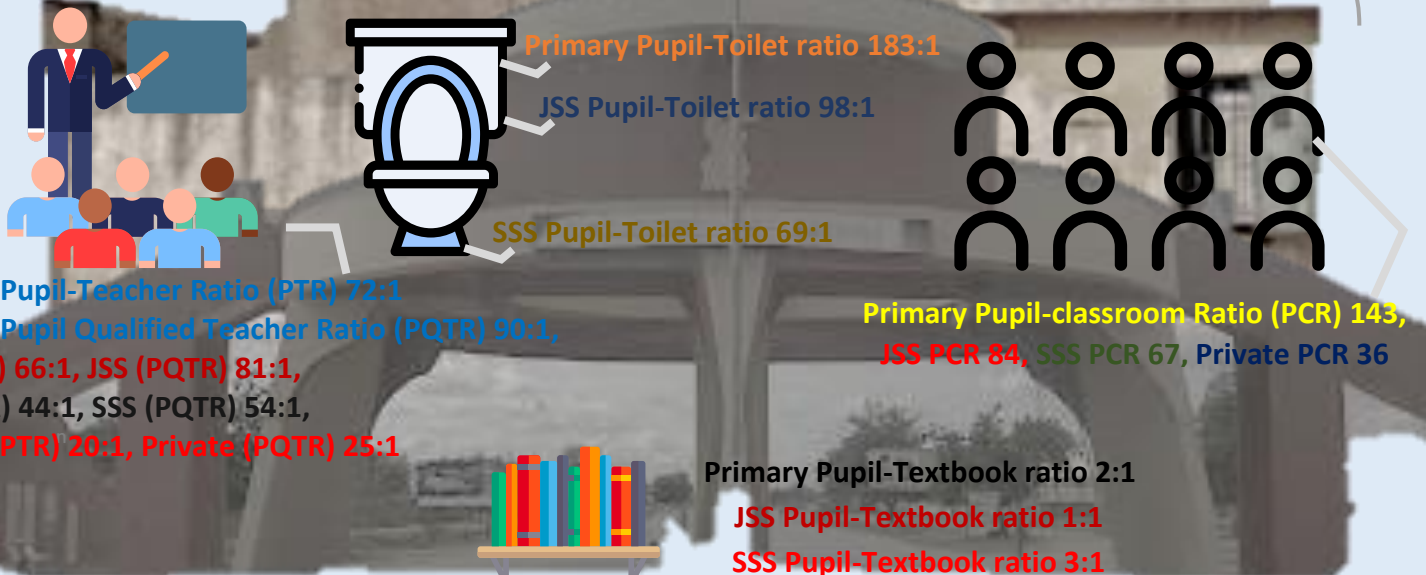 Primary Pupil-Toilet ratio 183:1
JSS Pupil-Toilet ratio 98:1
SSS Pupil-Toilet ratio 69:1
Pupil-Teacher Ratio (PTR) 72:1
Pupil Qualified Teacher Ratio (PQTR) 90:1,
) 66:1, JSS (PQTR) 81:1,
) 44:1, SSS (PQTR) 54:1,
PTR) 20:1, Private (PQTR) 25:1
Primary Pupil-classroom Ratio (PCR) 143,
JSS PCR 84, SSS PCR 67, Private PCR 36
Primary Pupil-Textbook ratio 2:1
JSS Pupil-Textbook ratio 1:1
SSS Pupil-Textbook ratio 3:1